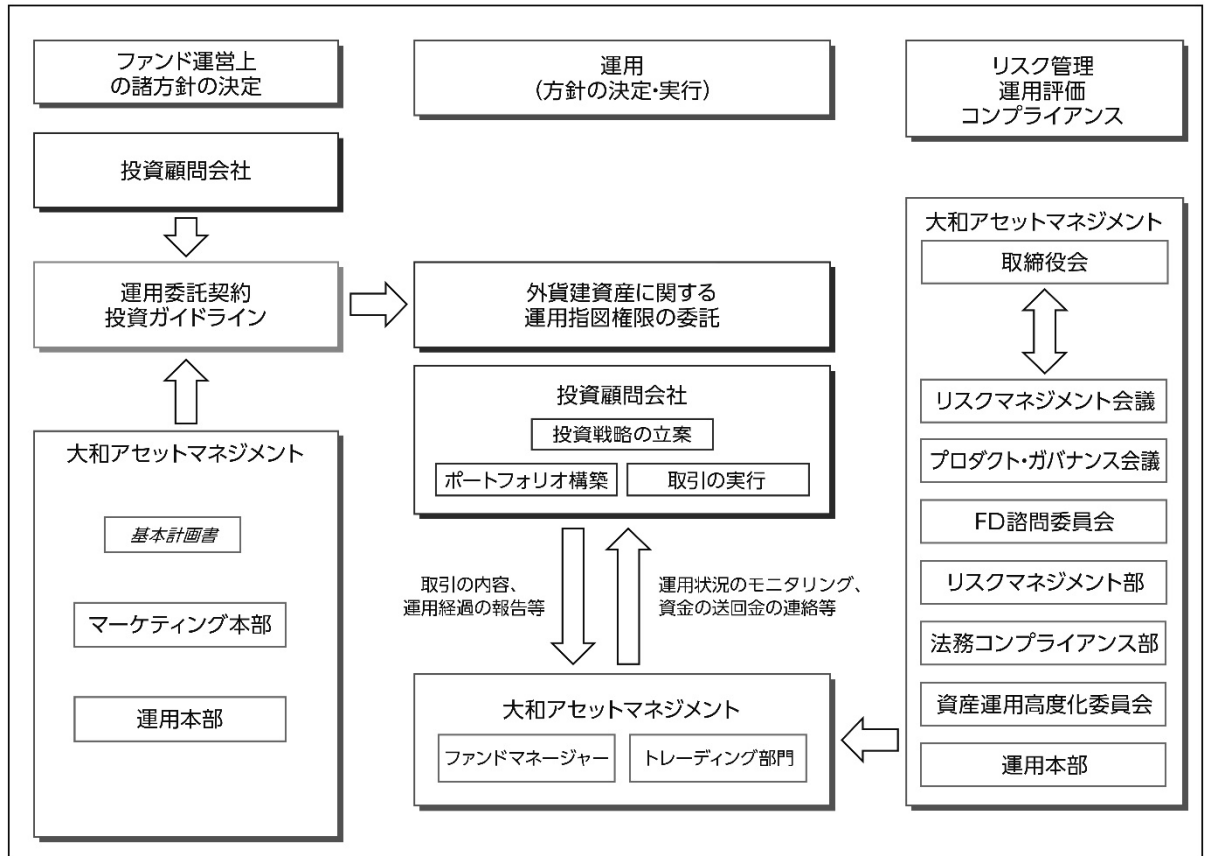 ファンド運営上
の諸方針の決定
運用
(方針の決定・実行)
リスク管理
運用評価
コンプライアンス
投資顧問会社
運用委託契約
投資ガイドライン
外貨建資産に関する
運用指図権限の委託
大和アセットマネジメント
基本計画書
マーケティング本部
運用本部
投資顧問会社
投資戦略の立案
ポートフォリオ構築
取引の実行
取引の内容、
運用経過の報告等
運用状況のモニタリング、
資金の送回金の連絡等
大和アセットマネジメント
ファンドマネージャー
トレーディング部門
大和アセットマネジメント
取締役会
リスクマネジメント会議
プロダクト・ガバナンス会議
FD諮問委員会
リスクマネジメント部
法務コンプライアンス部
資産運用高度化委員会
運用本部